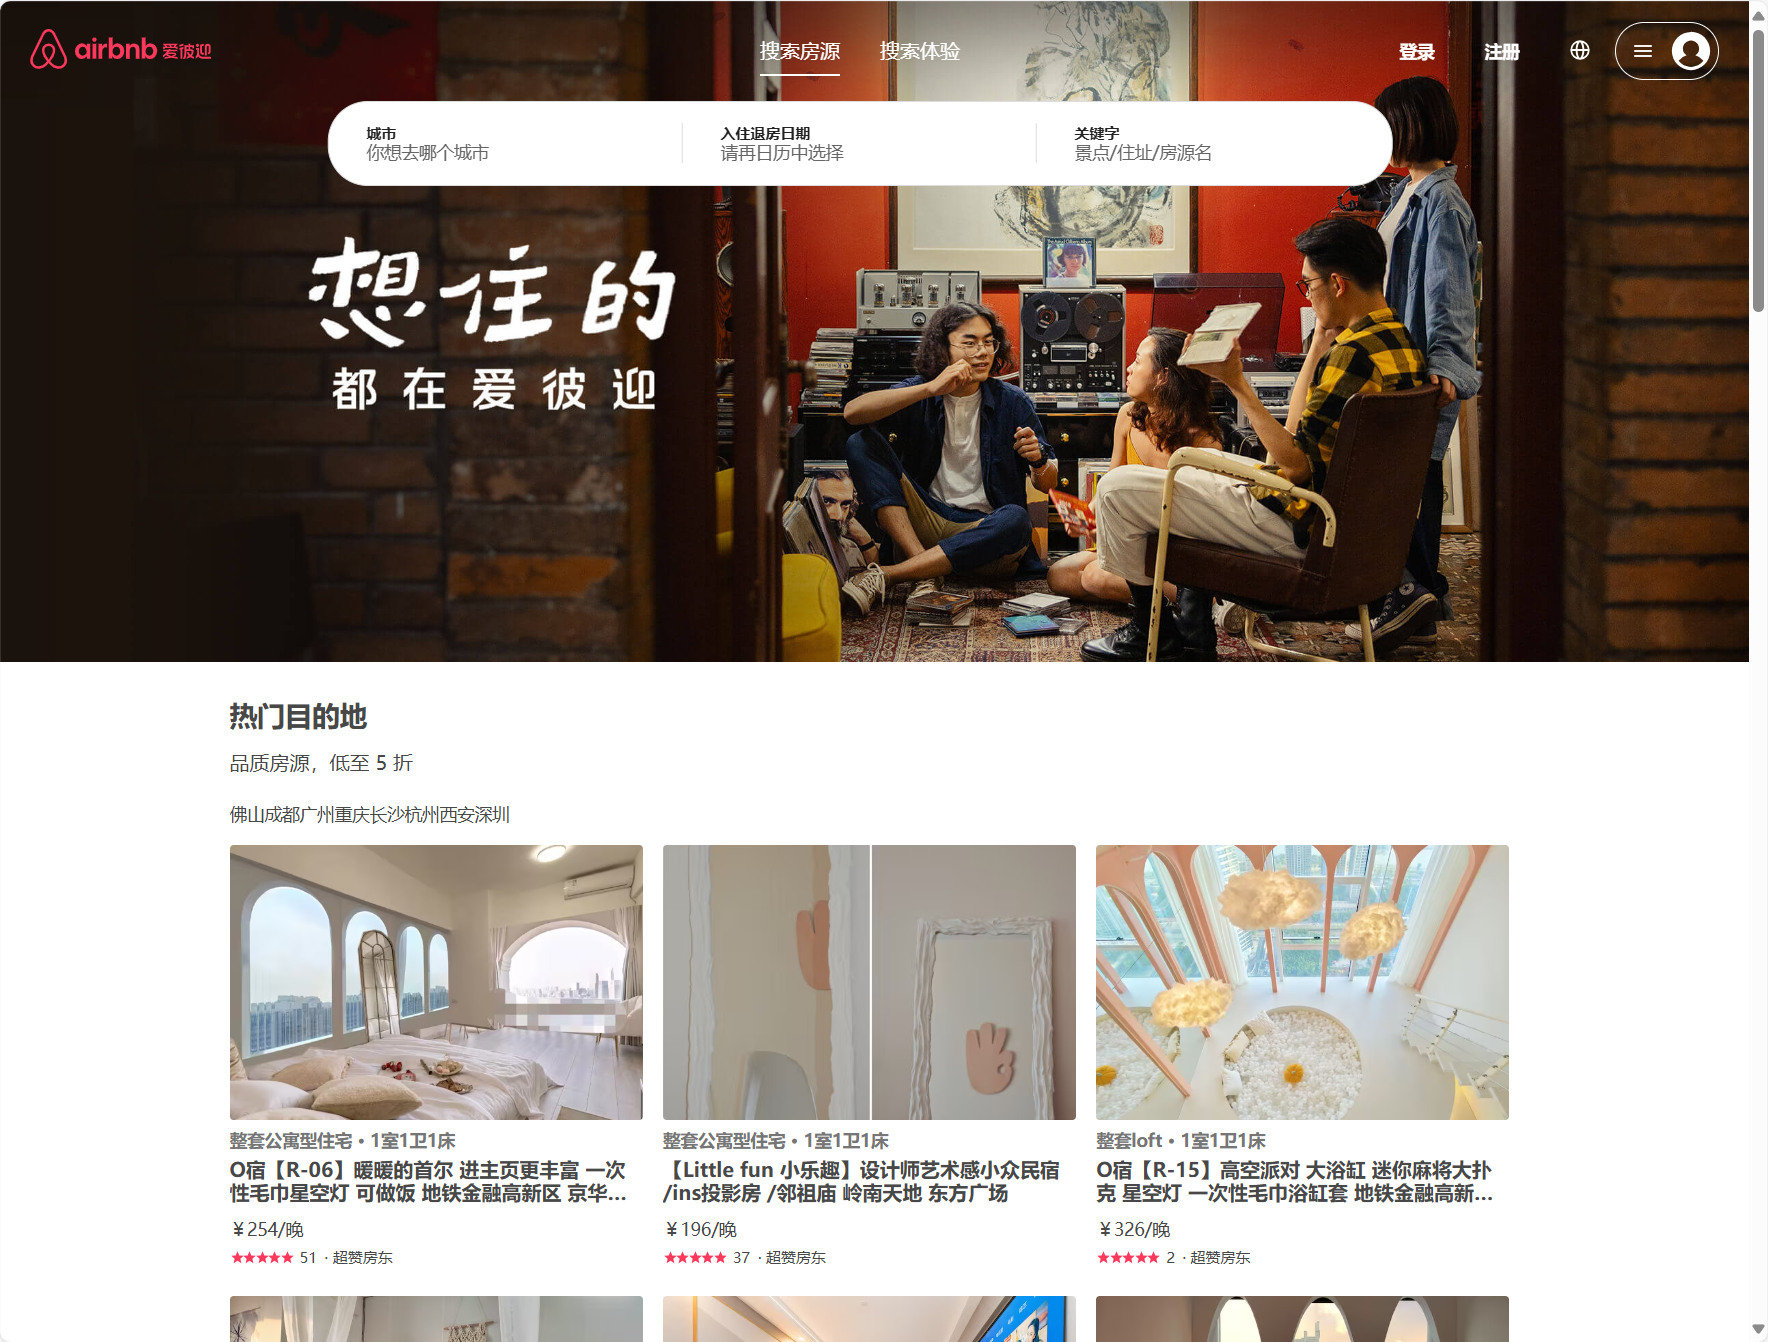 airbnb 爱彼迎
搜索房源 搜索体验 登录 注册
城市 入住退房日期 关键字
你想去哪个城市 请再日历中选择 景点/住址/房源名
想住的
都在爱彼迎
热门目的地
品质房源，低至 5 折
佛山成都广州重庆长沙杭州西安深圳
整套公寓型住宅 · 1室1卫1床
O宿【R-06】暖暖的首尔 进主页更丰富 一次
性毛巾星空灯 可做饭 地铁金融高新区 京华...
￥254/晚
51 · 超赞房东
整套公寓型住宅 · 1室1卫1床
【Little fun 小乐趣】设计师艺术感小众民宿
/ins投影房 /邻祖庙 岭南天地 东方广场
￥196/晚
37 · 超赞房东
整套loft · 1室1卫1床
O宿【R-15】高空派对 大浴缸 迷你麻将大扑
克 星空灯 一次性毛巾浴缸套 地铁金融高新...
￥326/晚
2 · 超赞房东